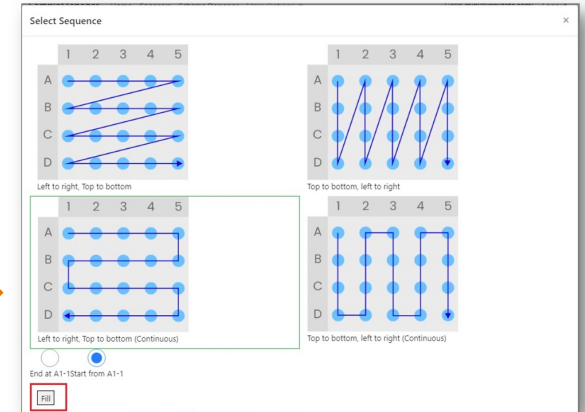 Select Sequence ×
1 2 3 4 5
A
B
C
D
Left to right, Top to bottom
1 2 3 4 5
A
B
C
D
Top to bottom, left to right
1 2 3 4 5
A
B
C
D
Left to right, Top to bottom (Continuous)
1 2 3 4 5
A
B
C
D
Top to bottom, left to right (Continuous)
End at A1-1Start from A1-1
Fill